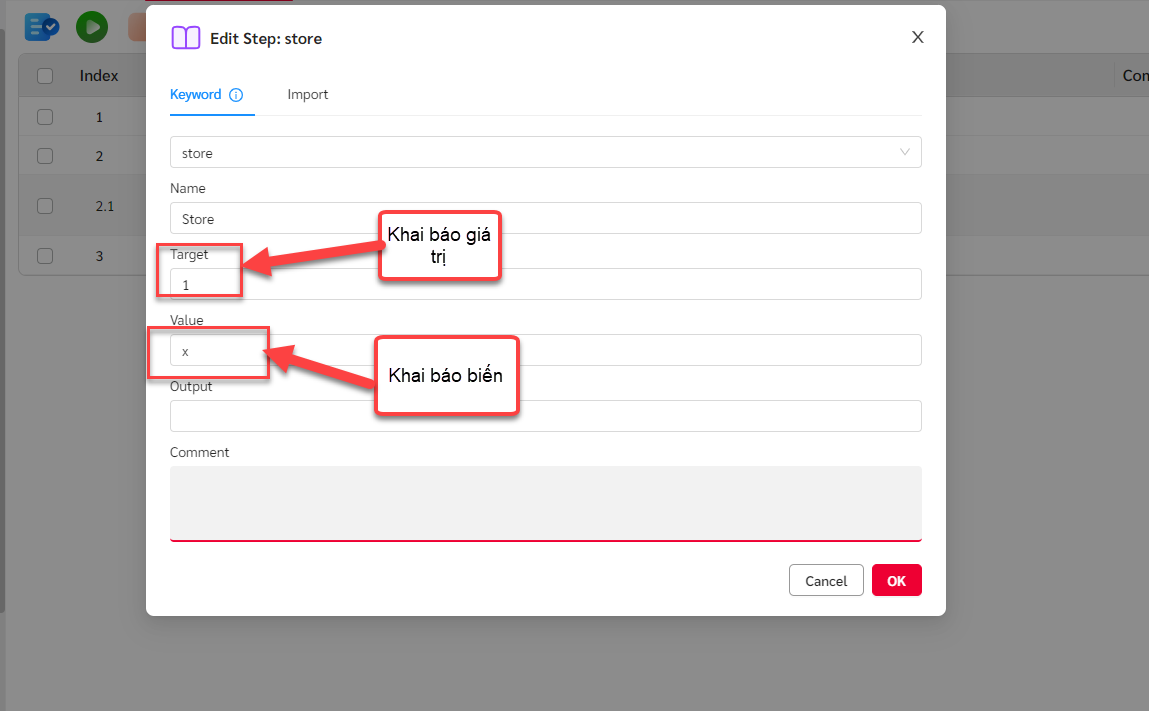 Edit Step: store
X
Keyword
Import
Index
Con
1
2
2.1
3
store
Name
Store
Target
1
Khai báo giá
trị
Value
x
Khai báo biến
Output
Comment
Cancel
OK